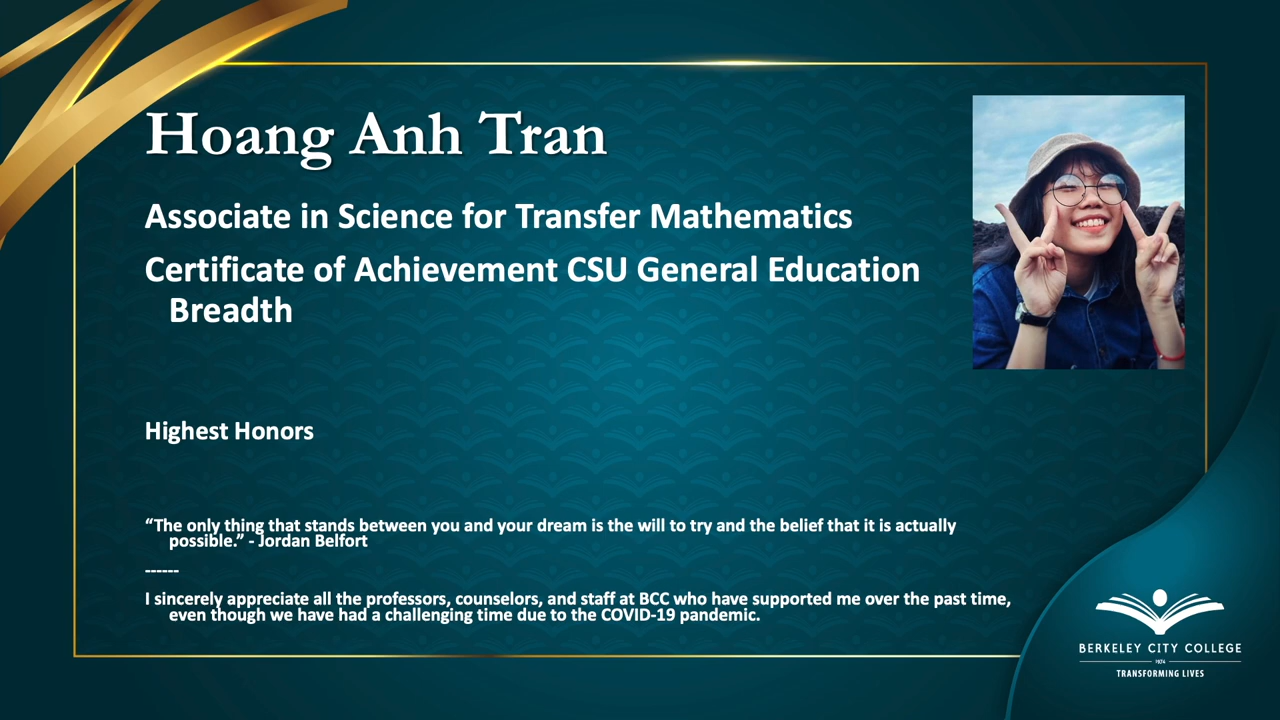 Hoang Anh Tran
Associate in Science for Transfer Mathematics
Certificate of Achievement CSU General Education
Breadth
Highest Honors
“The only thing that stands between you and your dream is the will to try and the belief that it is actually
possible.” - Jordan Belfort
------
I sincerely appreciate all the professors, counselors, and staff at BCC who have supported me over the past time,
even though we have had a challenging time due to the COVID-19 pandemic.
BERKELEY CITY COLLEGE
1974
TRANSFORMING LIVES